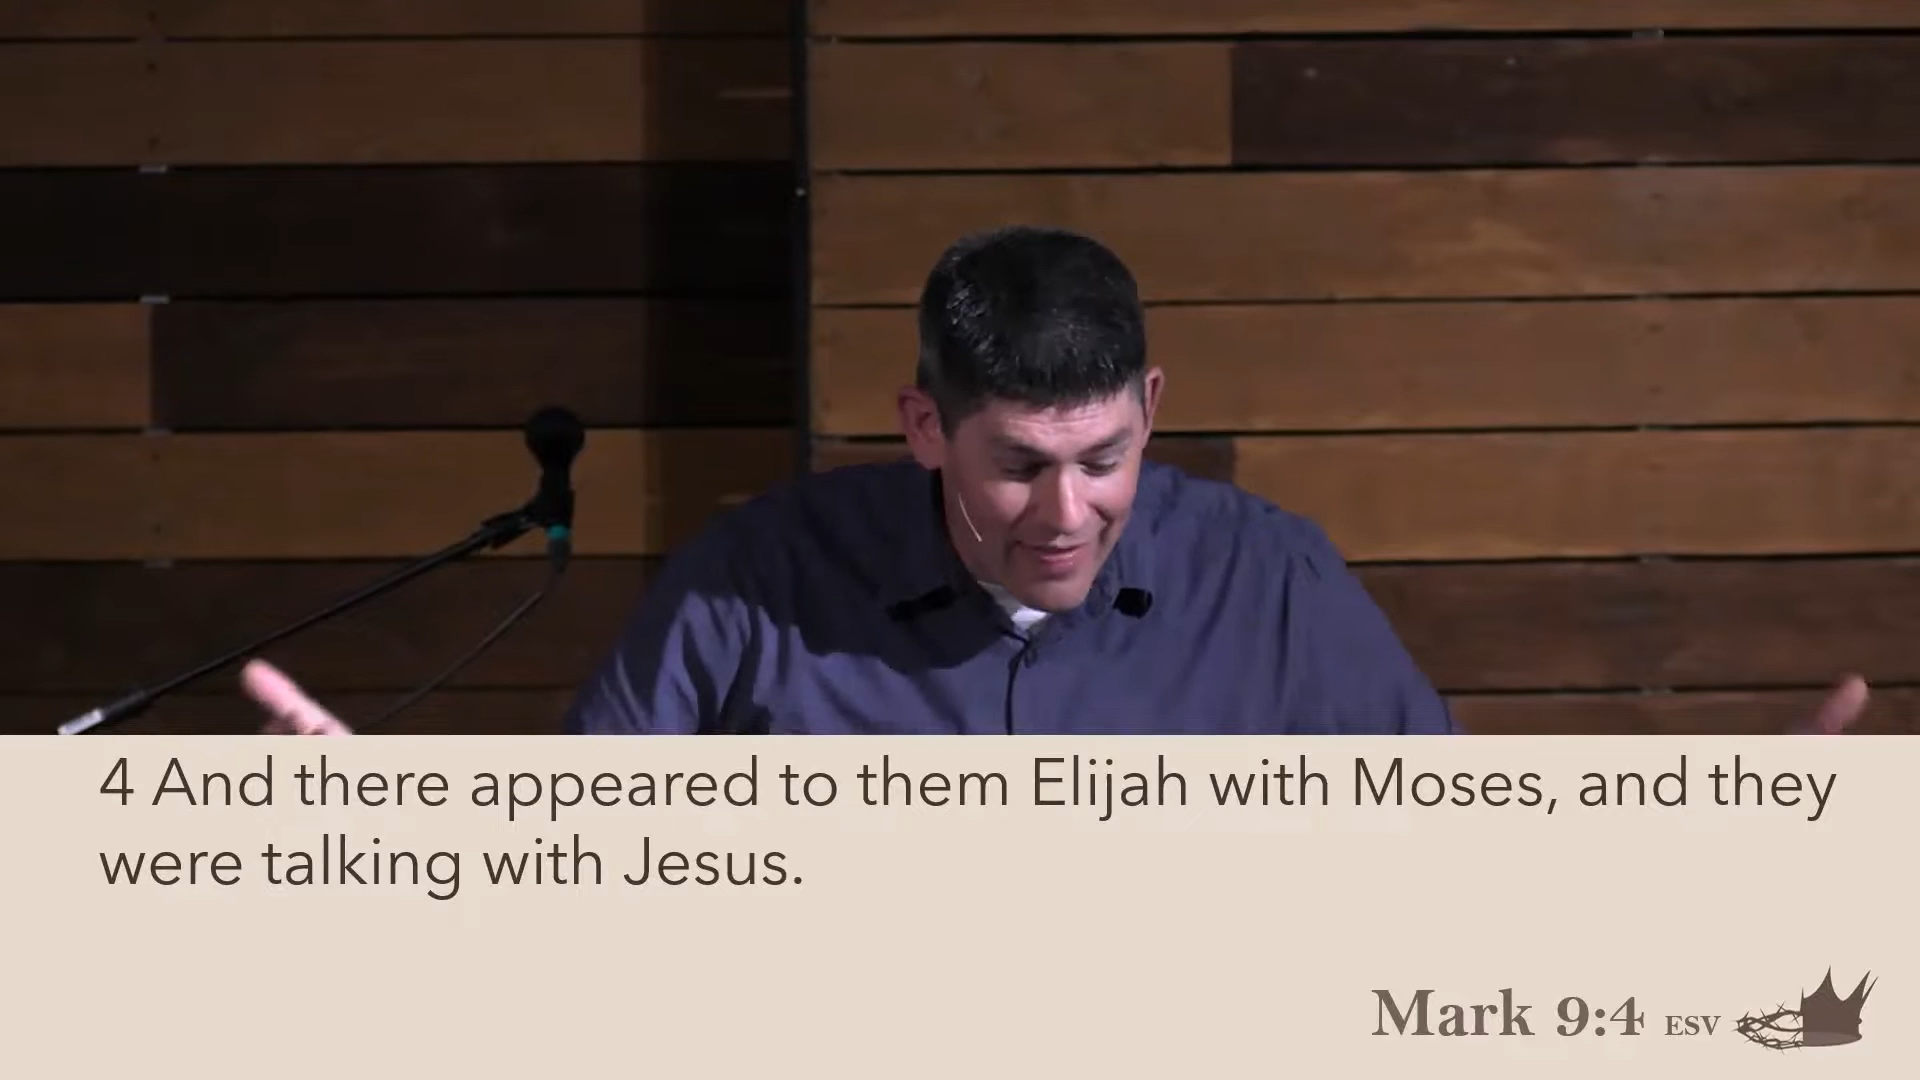 4 And there appeared to them Elijah with Moses, and they
were talking with Jesus.
Mark 9:4 ESV